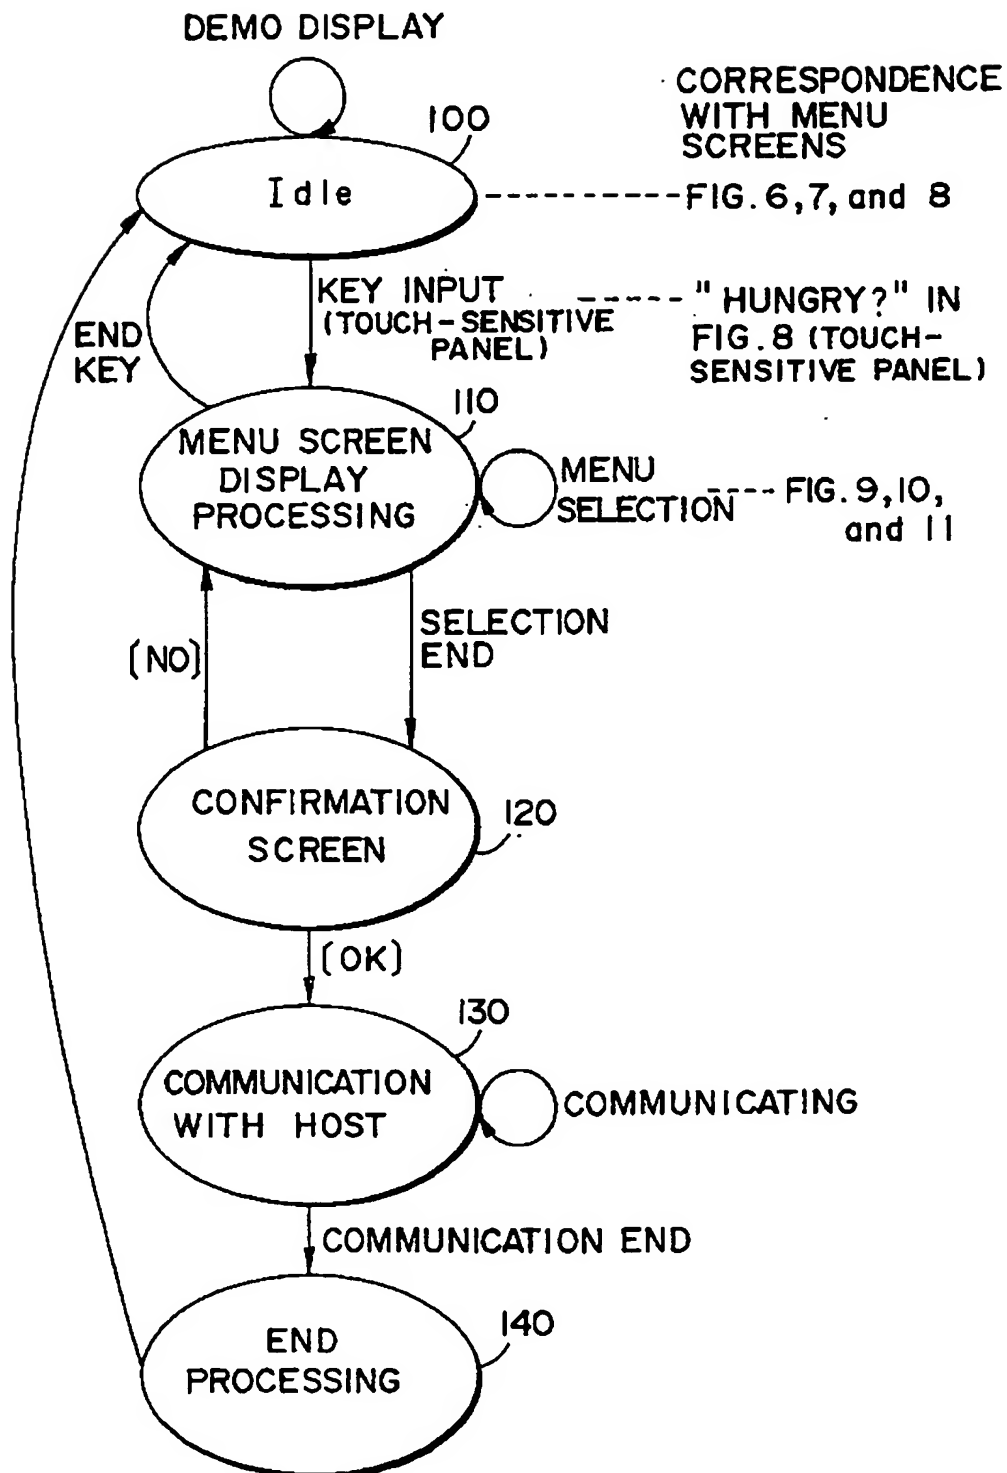 DEMO DISPLAY
CORRESPONDENCE
WITH MENU
SCREENS
100
Idle
FIG. 6,7, and 8
KEY INPUT
(TOUCH-SENSITIVE
PANEL)
"HUNGRY?" IN
FIG. 8 (TOUCH-
SENSITIVE PANEL)
END
KEY
110
MENU SCREEN
DISPLAY
PROCESSING
MENU
SELECTION
FIG. 9,10,
and 11
[NO]
SELECTION
END
CONFIRMATION
SCREEN
120
[OK]
130
COMMUNICATION
WITH HOST
COMMUNICATING
COMMUNICATION END
END
PROCESSING
140